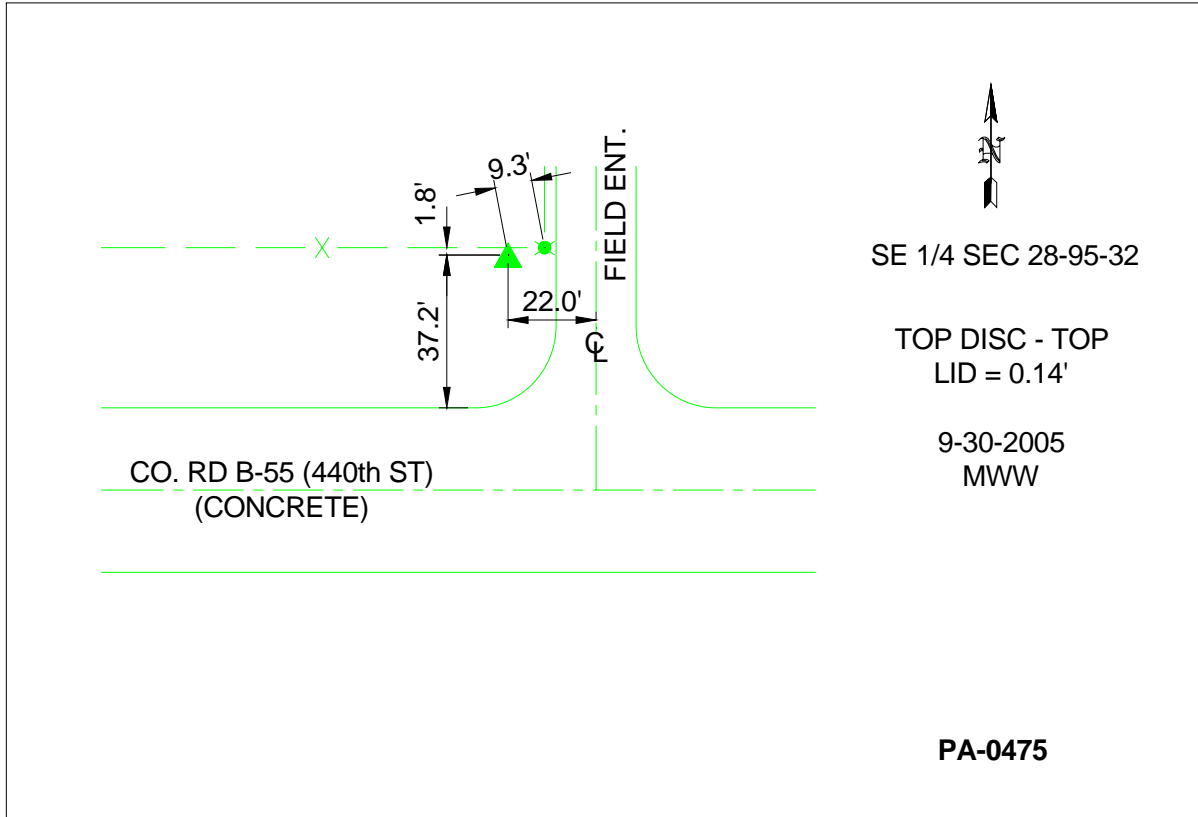 9.3'
1.8'
FIELD ENT.
22.0'
37.2'
CL
CO. RD B-55 (440th ST)
(CONCRETE)
X
N
SE 1/4 SEC 28-95-32
TOP DISC - TOP
LID = 0.14'
9-30-2005
MWW
PA-0475